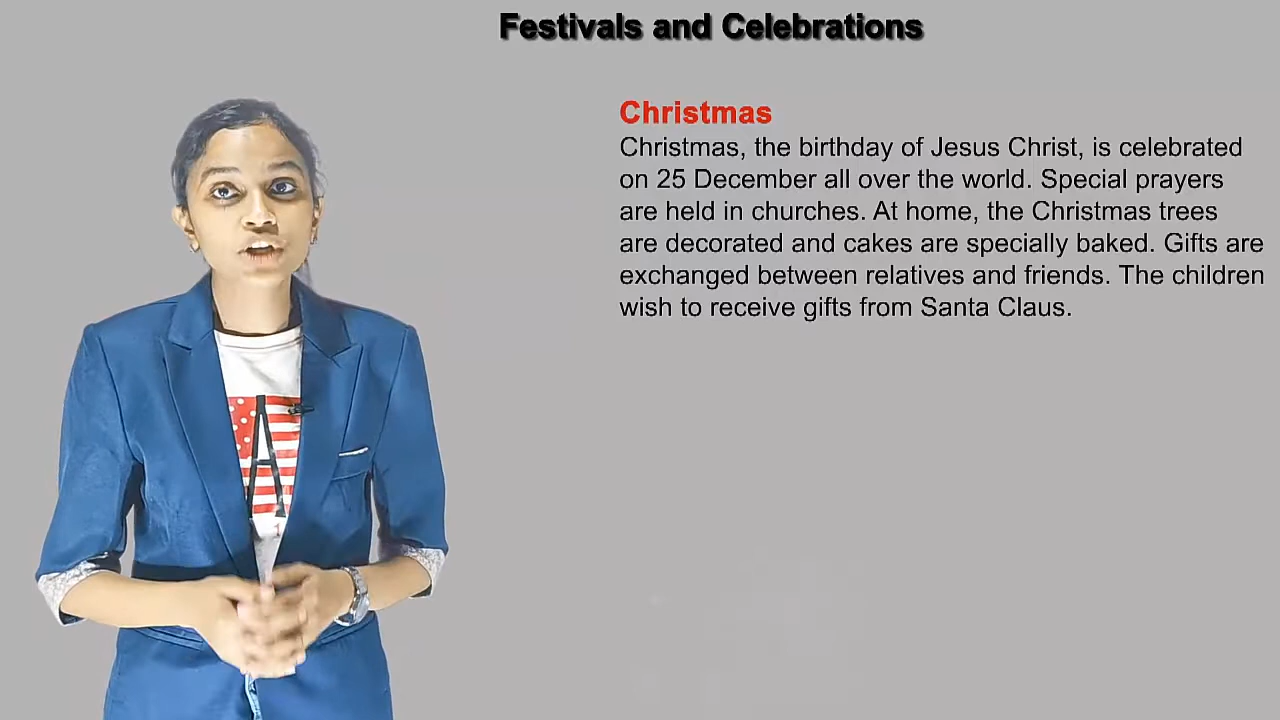 Festivals and Celebrations
Christmas
Christmas, the birthday of Jesus Christ, is celebrated
on 25 December all over the world. Special prayers
are held in churches. At home, the Christmas trees
are decorated and cakes are specially baked. Gifts are
exchanged between relatives and friends. The children
wish to receive gifts from Santa Claus.
A
1